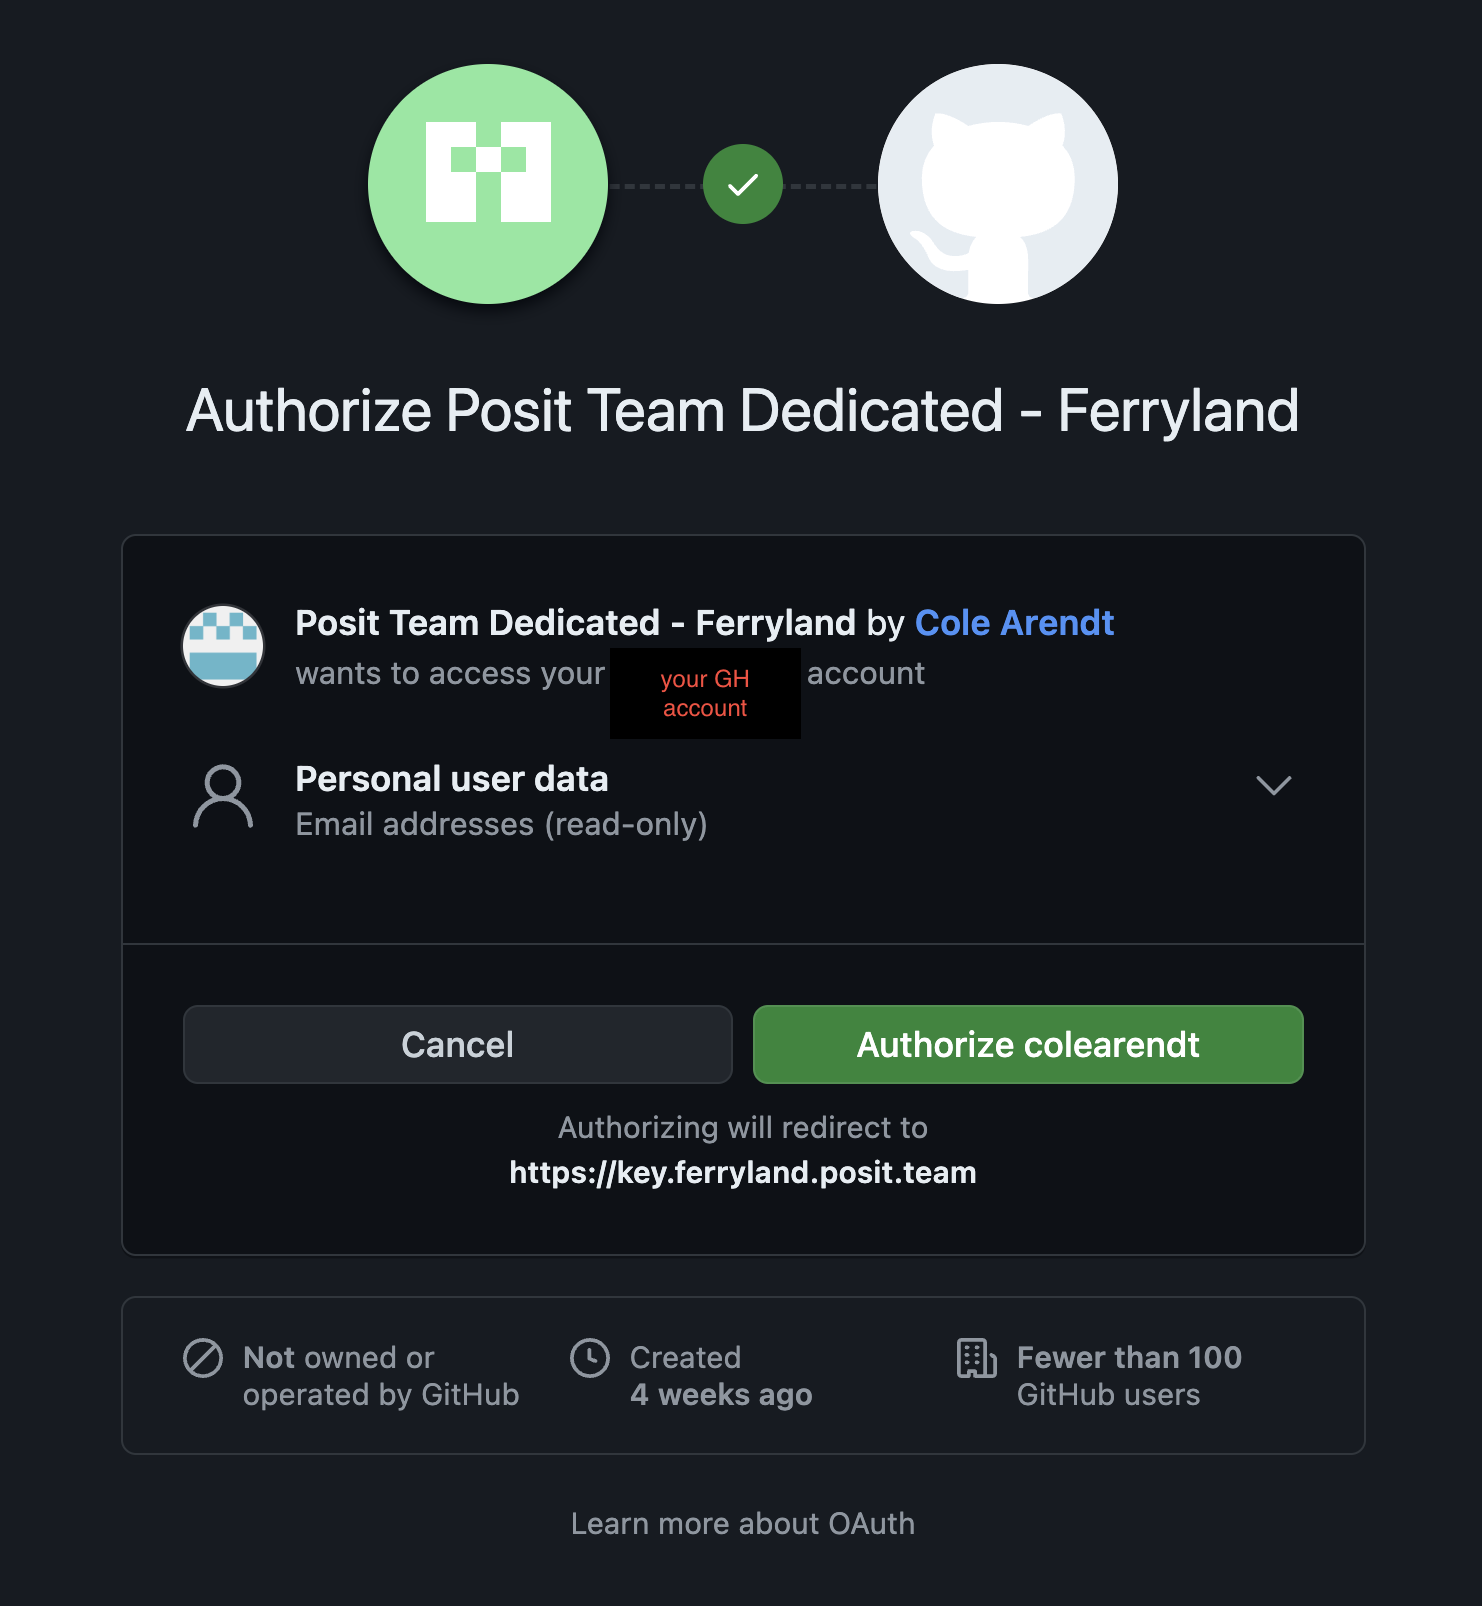 Authorize Posit Team Dedicated - Ferryland
Posit Team Dedicated - Ferryland by Cole Arendt
wants to access your your GH account account
Personal user data
Email addresses (read-only)
Cancel
Authorize colearendt
Authorizing will redirect to
https://key.ferryland.posit.team
Not owned or
operated by GitHub
Created
4 weeks ago
Fewer than 100
GitHub users
Learn more about OAuth